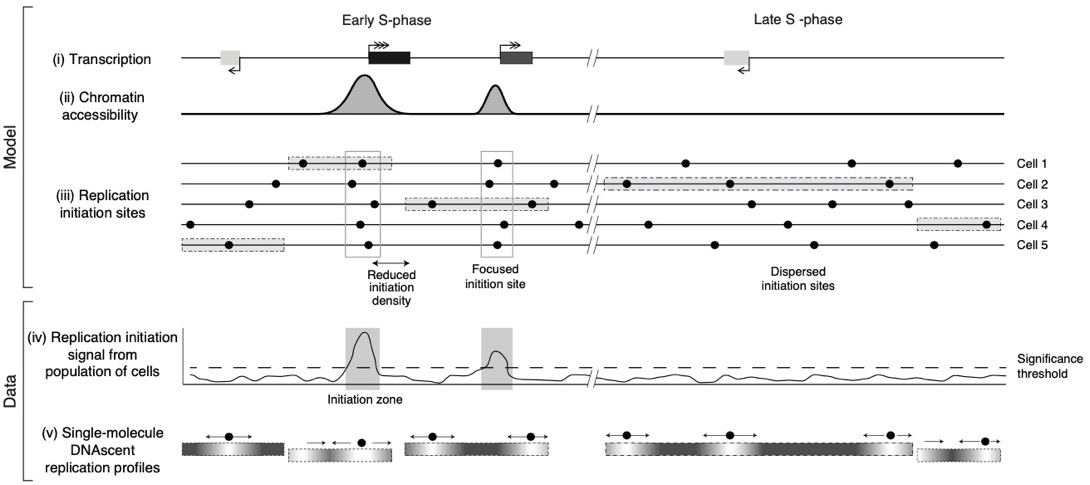 Early S-phase
Late S -phase
(i) Transcription
(ii) Chromatin
accessibility
Model
(iii) Replication
initiation sites
Cell 1
Cell 2
Cell 3
Cell 4
Cell 5
Reduced
initiation
density
Focused
initition site
Dispersed
initiation sites
Data
(iv) Replication initiation
signal from
population of cells
Significance
threshold
Initiation zone
(v) Single-molecule
DNAscent
replication profiles